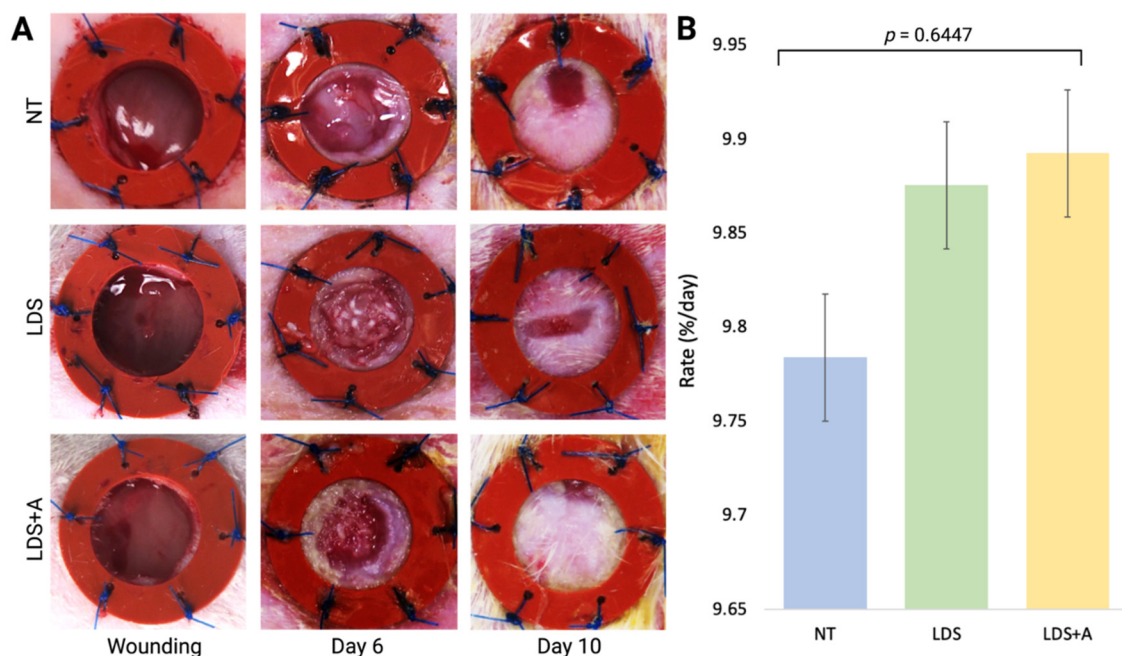 A
NT
LDS
LDS+A
Wounding
Day 6
Day 10
B
p = 0.6447
Rate (%/day)
9.95
9.9
9.85
9.8
9.75
9.7
9.65
NT
LDS
LDS+A